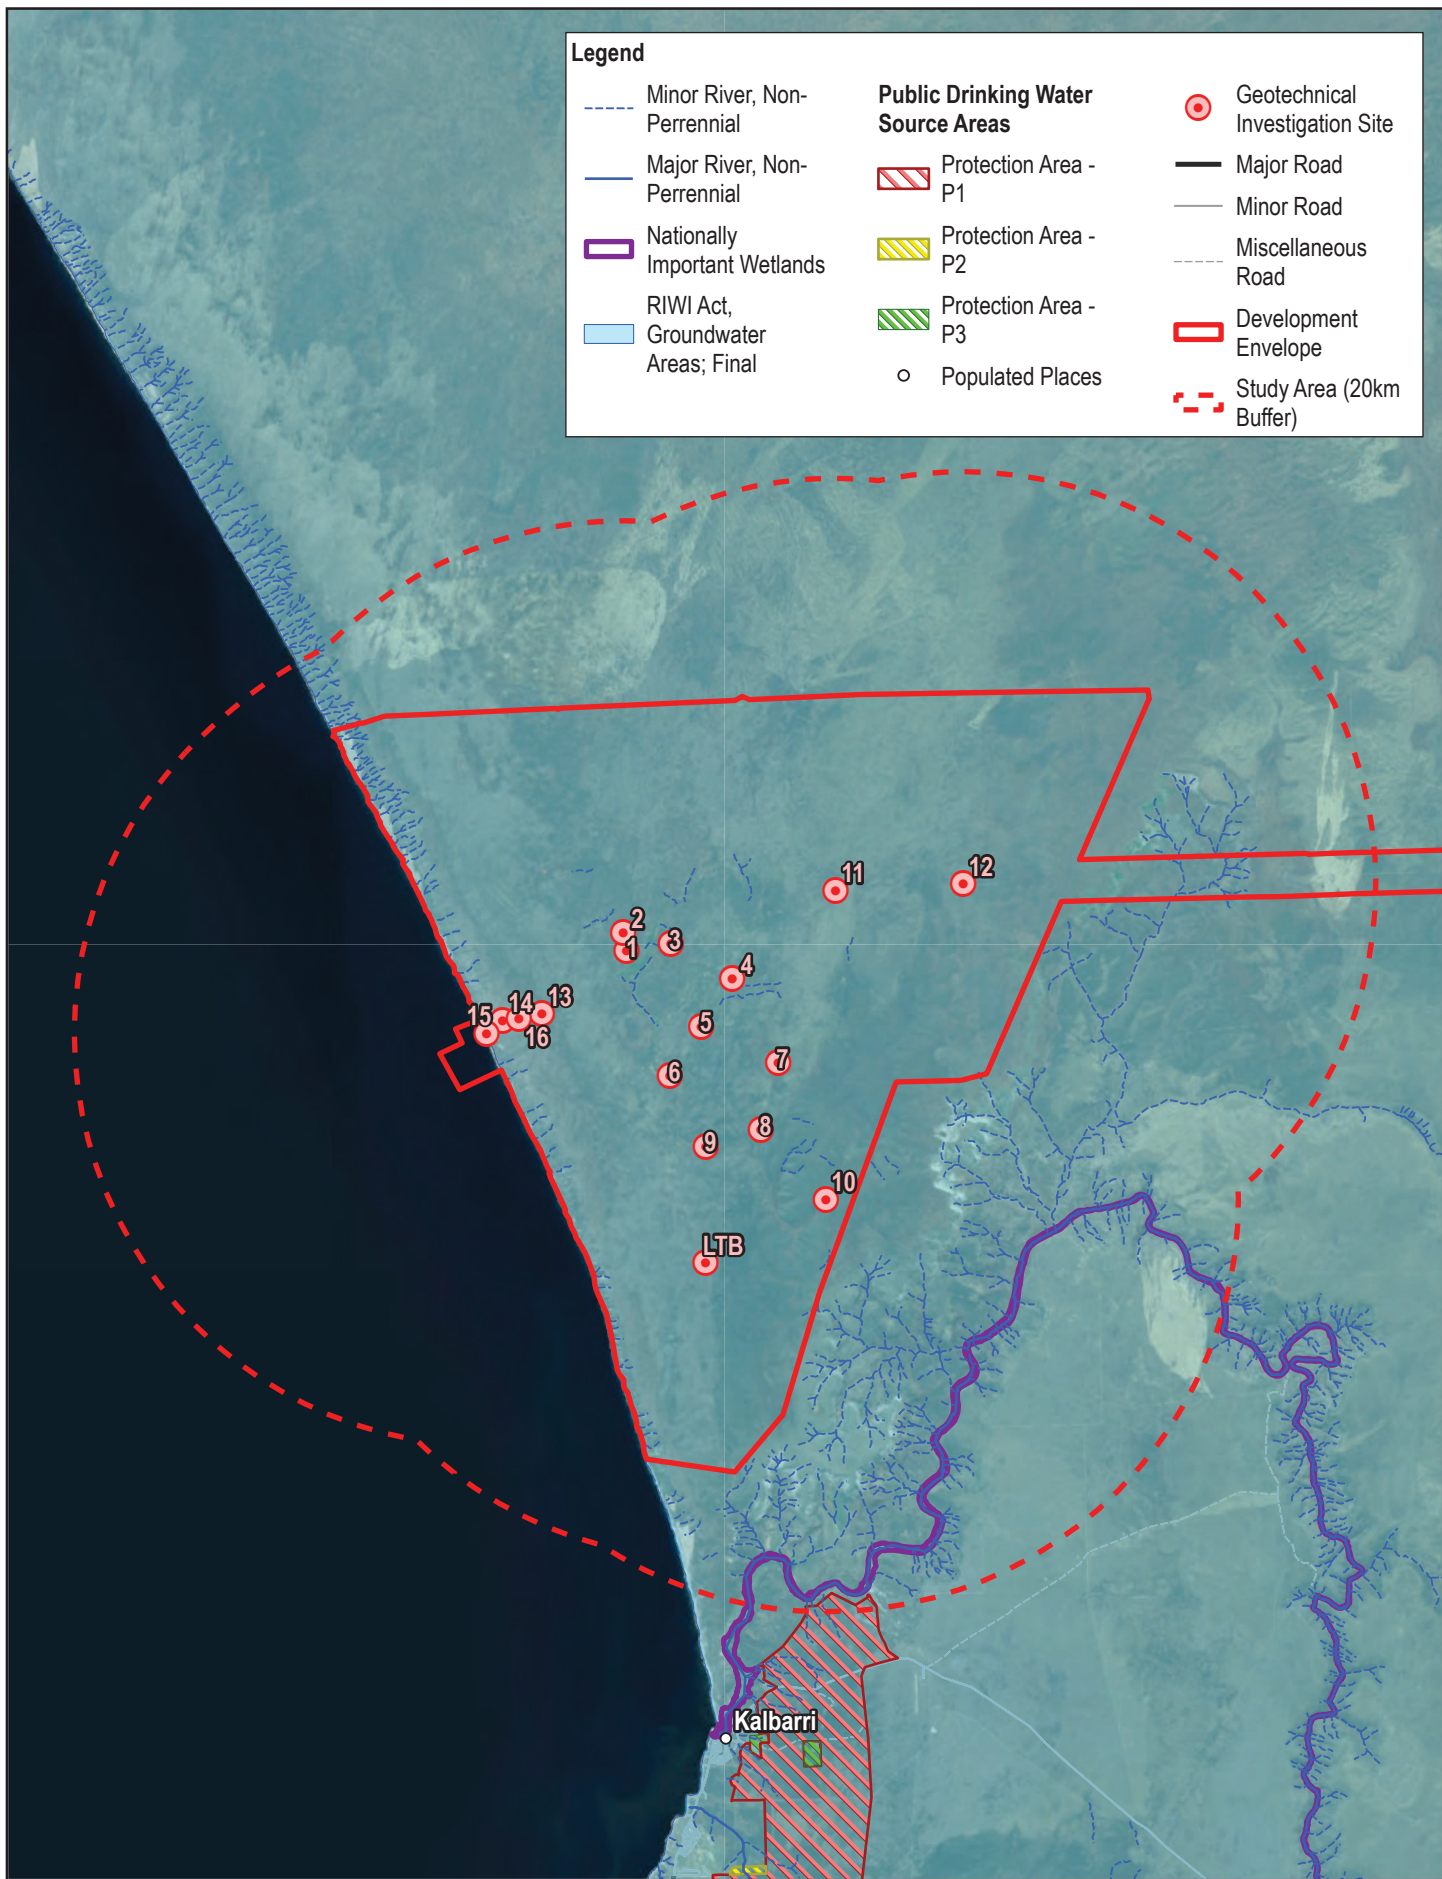 Legend
Minor River, Non-
Perrennial
Major River, Non-
Perrennial
Nationally
Important Wetlands
RIWI Act,
Groundwater
Areas; Final
Public Drinking Water
Source Areas
Protection Area -
P1
Protection Area -
P2
Protection Area -
P3
Populated Places
Geotechnical
Investigation Site
Major Road
Minor Road
Miscellaneous
Road
Development
Envelope
Study Area (20km
Buffer)
11
12
2
1
3
4
13
14
15
16
5
6
7
8
9
10
LTB
Kalbarri